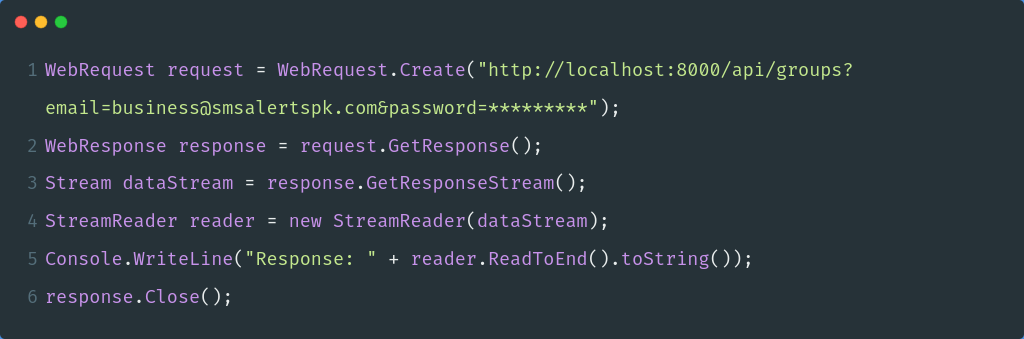 1 WebRequest request = WebRequest.Create("http://localhost:8000/api/groups?
email=business@smsalertspk.com&password=*********");
2 WebResponse response = request.GetResponse();
3 Stream dataStream = response.GetResponseStream();
4 StreamReader reader = new StreamReader(dataStream);
5 Console.WriteLine("Response: " + reader.ReadToEnd().toString());
6 response.Close();